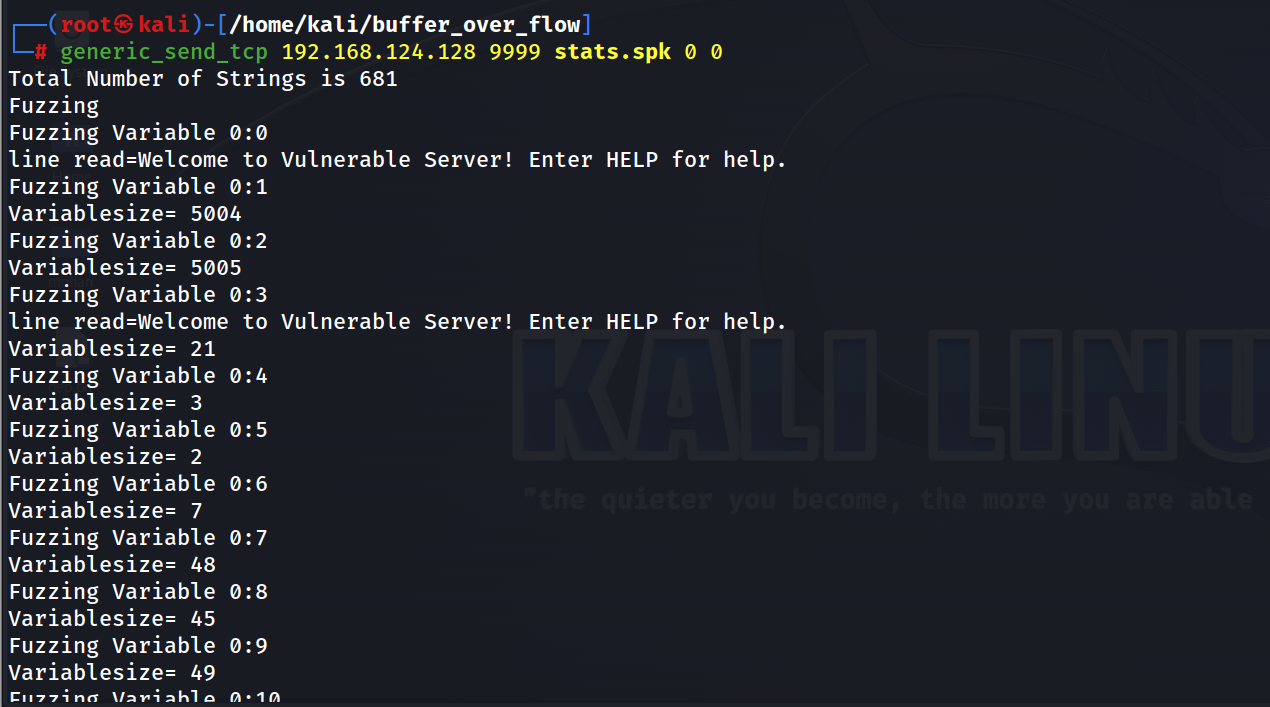 ┌──(root㉿kali)-[/home/kali/buffer_over_flow]
└─# generic_send_tcp 192.168.124.128 9999 stats.spk 0 0
Total Number of Strings is 681
Fuzzing
Fuzzing Variable 0:0
line read=Welcome to Vulnerable Server! Enter HELP for help.
Fuzzing Variable 0:1
Variablesize= 5004
Fuzzing Variable 0:2
Variablesize= 5005
Fuzzing Variable 0:3
line read=Welcome to Vulnerable Server! Enter HELP for help.
Variablesize= 21
Fuzzing Variable 0:4
Variablesize= 3
Fuzzing Variable 0:5
Variablesize= 2
Fuzzing Variable 0:6
Variablesize= 7
Fuzzing Variable 0:7
Variablesize= 48
Fuzzing Variable 0:8
Variablesize= 45
Fuzzing Variable 0:9
Variablesize= 49
Fuzzing Variable 0:10
KALI LINU
"the quieter you become, the more you are able